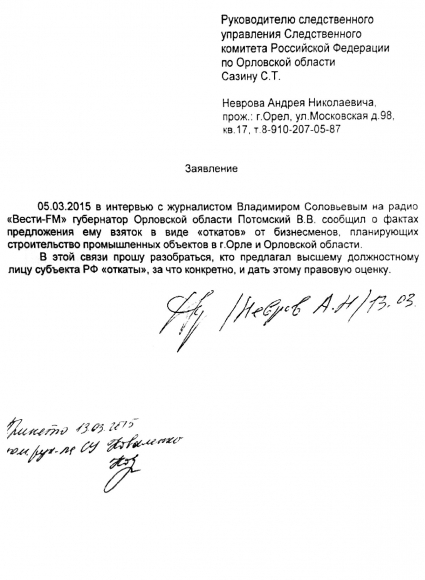 Руководителю следственного
управления Следственного
комитета Российской Федерации
по Орловской области
Сазину С.Т.
Неврова Андрея Николаевича,
прож.: г.Орел, ул.Московская д.98,
кв.17, т.8-910-207-05-87
Заявление
05.03.2015 в интервью с журналистом Владимиром Соловьевым на радио
«Вести-FM» губернатор Орловской области Потомский В.В. сообщил о фактах
предложения ему взяток в виде «откатов» от бизнесменов, планирующих
строительство промышленных объектов в г.Орле и Орловской области.
В этой связи прошу разобраться, кто предлагал высшему должностному
лицу субъекта РФ «откаты», за что конкретно, и дать этому правовую оценку.
/Невров А.Н/13.03.
Принято 13.03.2015
пом рук-ля СУ Коваленко